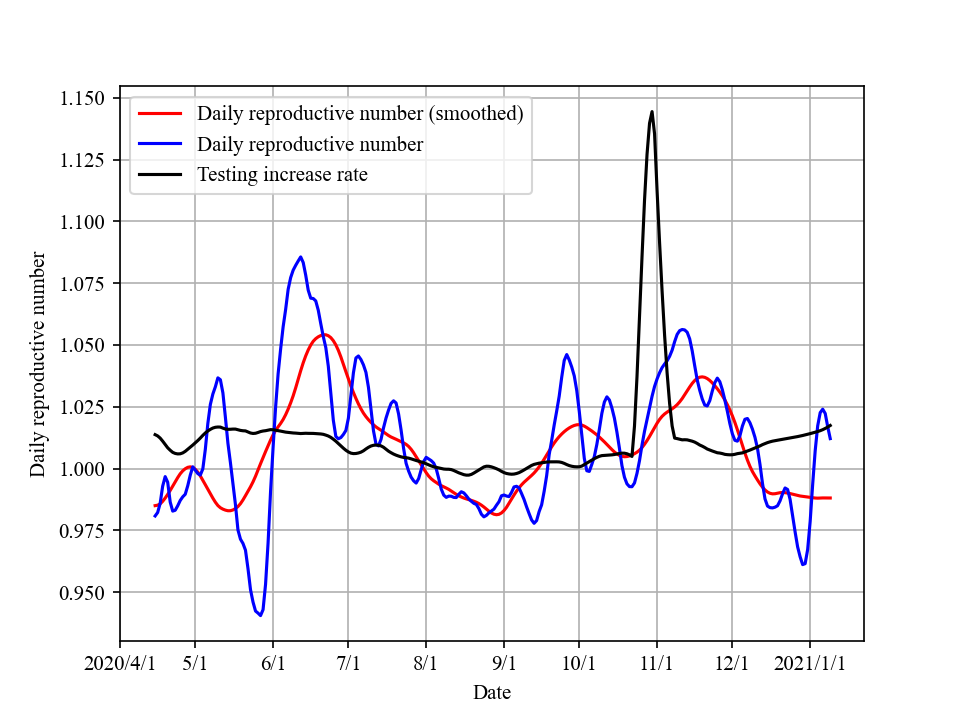 Daily reproductive number (smoothed)
Daily reproductive number
Testing increase rate
1.150
1.125
1.100
1.075
1.050
1.025
1.000
0.975
0.950
Daily reproductive number
2020/4/1 5/1 6/1 7/1 8/1 9/1 10/1 11/1 12/1 2021/1/1
Date